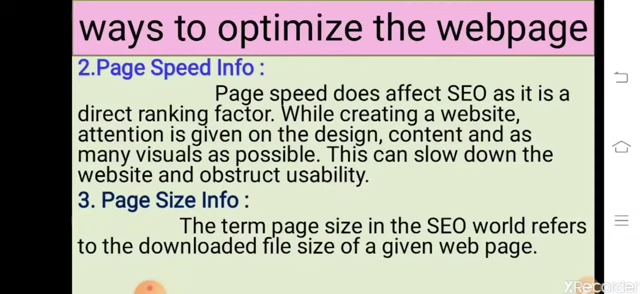 ways to optimize the webpage
2.Page Speed Info :
Page speed does affect SEO as it is a
direct ranking factor. While creating a website,
attention is given on the design, content and as
many visuals as possible. This can slow down the
website and obstruct usability.
3. Page Size Info :
The term page size in the SEO world refers
to the downloaded file size of a given web page.
XRecorder